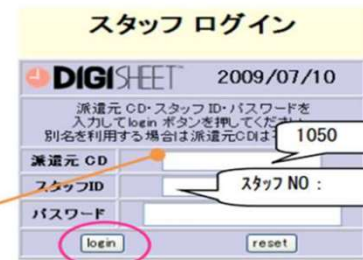 スタッフ ログイン
DIGISHEET 2009/07/10
派遣元 CD・スタッフID・パスワードを
入力してlogin ボタンを押してください
別名を利用する場合は派遣元CDは
1050
派遣元 CD
スタッフID
スタッフ NO :
パスワード
login reset